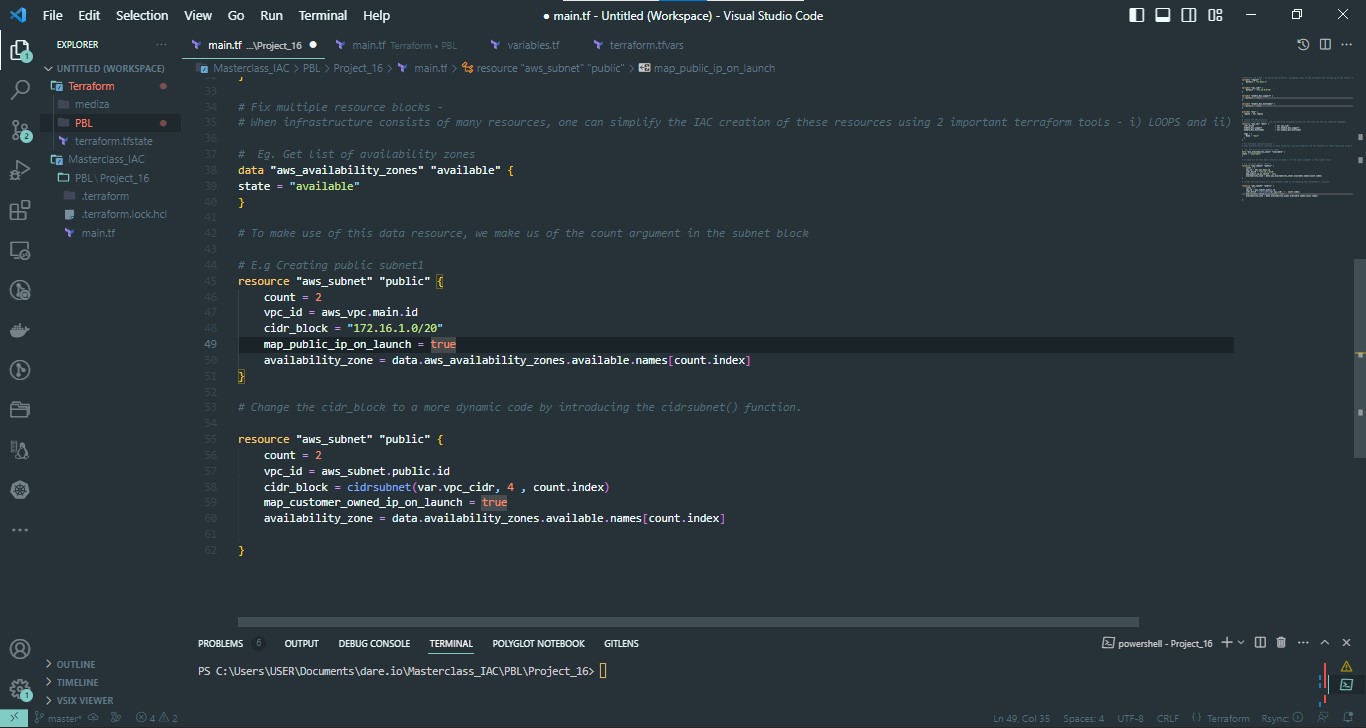 File Edit Selection View Go Run Terminal Help
● main.tf - Untitled (Workspace) - Visual Studio Code
EXPLORER
main.tf ...\Project_16 ●
main.tf Terraform • PBL
variables.tf
terraform.tfvars
UNTITLED (WORKSPACE)
Terraform
mediza
PBL
terraform.tfstate
Masterclass_IAC
PBL \ Project_16
.terraform
.terraform.lock.hcl
main.tf
Masterclass_IAC > PBL > Project_16 > main.tf > resource "aws_subnet" "public" > map_public_ip_on_launch
}
33
34 # Fix multiple resource blocks -
35 # When infrastructure consists of many resources, one can simplify the IAC creation of these resources using 2 important terraform tools - i) LOOPS and ii)
36
37 #  Eg. Get list of availability zones
38 data "aws_availability_zones" "available" {
39 state = "available"
40 }
41
42 # To make use of this data resource, we make us of the count argument in the subnet block
43
44 # E.g Creating public subnet1
45 resource "aws_subnet" "public" {
46     count = 2
47     vpc_id = aws_vpc.main.id
48     cidr_block = "172.16.1.0/20"
49     map_public_ip_on_launch = true
50     availability_zone = data.aws_availability_zones.available.names[count.index]
51 }
52
53 # Change the cidr_block to a more dynamic code by introducing the cidrsubnet() function.
54
55 resource "aws_subnet" "public" {
56     count = 2
57     vpc_id = aws_subnet.public.id
58     cidr_block = cidrsubnet(var.vpc_cidr, 4 , count.index)
59     map_customer_owned_ip_on_launch = true
60     availability_zone = data.availability_zones.available.names[count.index]
61
62 }
PROBLEMS 6 OUTPUT DEBUG CONSOLE TERMINAL POLYGLOT NOTEBOOK GITLENS
powershell - Project_16
PS C:\Users\USER\Documents\dare.io\Masterclass_IAC\PBL\Project_16>
OUTLINE
TIMELINE
VSIX VIEWER
1
2
1
master*
4 2
Ln 49, Col 35 Spaces: 4 UTF-8 CRLF {} Terraform Rsync: